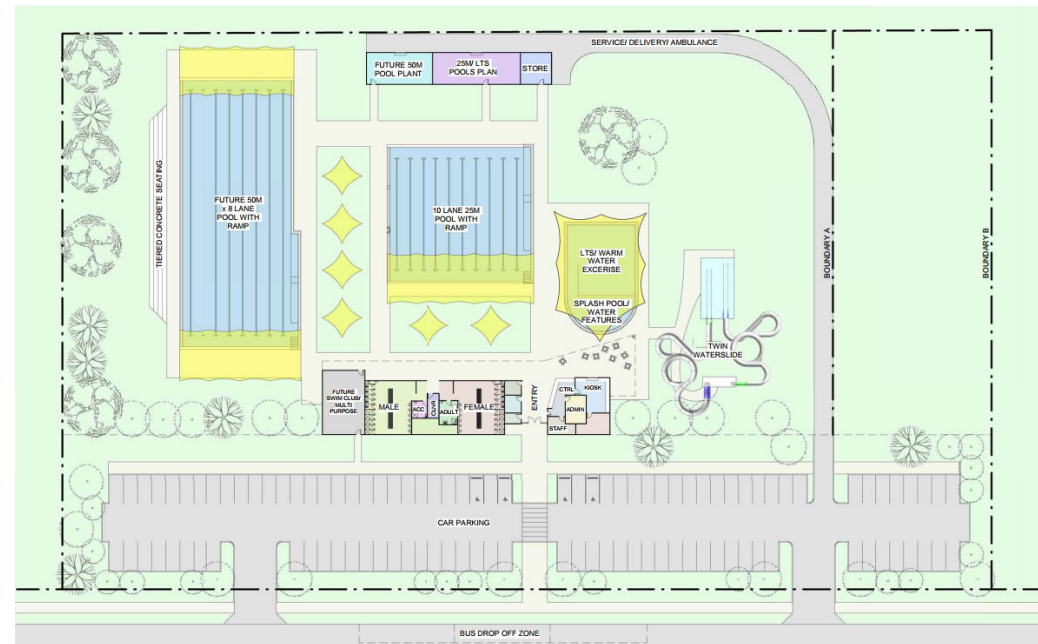 SERVICE/ DELIVERY/ AMBULANCE
FUTURE 50M
POOL PLANT
25M/ LTS
POOLS PLAN
STORE
TIERED CONCRETE SEATING
FUTURE 50M
x 8 LANE
POOL WITH
RAMP
10 LANE 25M
POOL WITH
RAMP
LTS/ WARM
WATER
EXCERISE
SPLASH POOL/
WATER
FEATURES
BOUNDARY A
BOUNDARY B
TWIN
WATERSLIDE
FUTURE
SWIM CLUB/
MULTI
PURPOSE
MALE
ACC
CLNR
ADULT
FEMALE
ENTRY
CTRL
KIOSK
ADMIN
STAFF
CAR PARKING
BUS DROP OFF ZONE